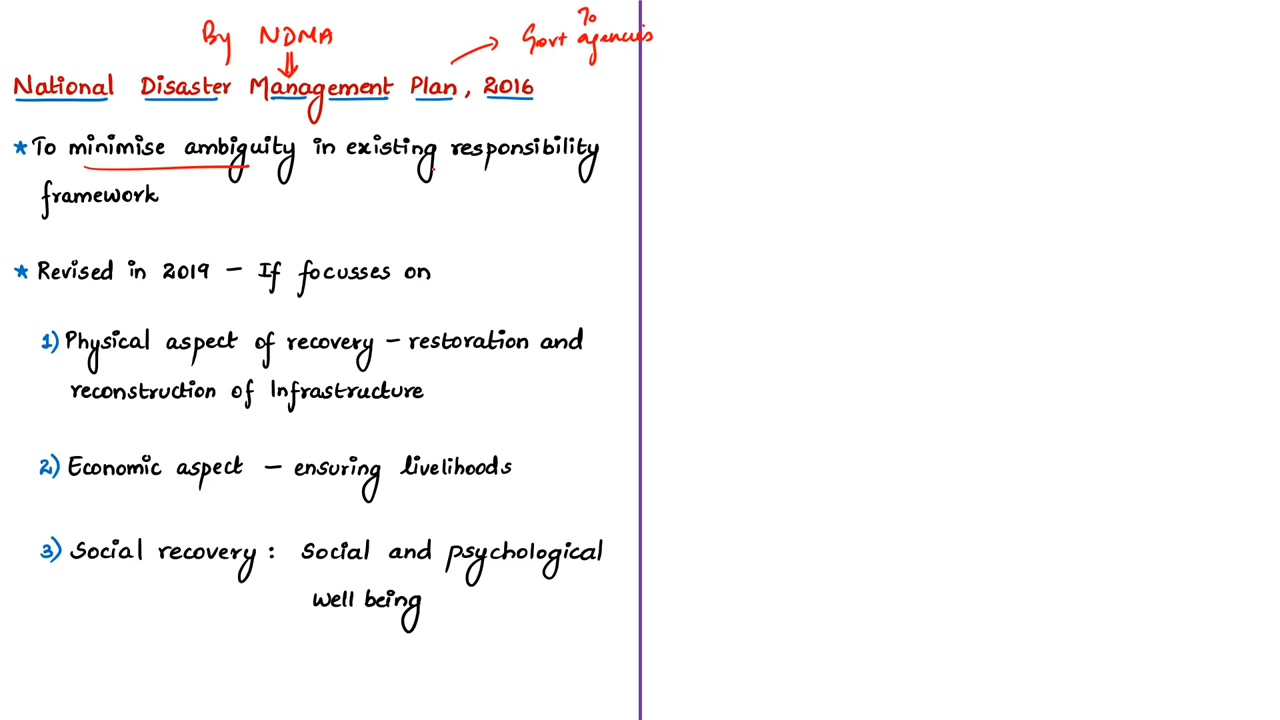 To
By NDMA
Govt agencies
National Disaster Management Plan, 2016
* To minimise ambiguity in existing responsibility
framework
* Revised in 2019 - If focusses on
1) Physical aspect of recovery - restoration and
reconstruction of Infrastructure
2) Economic aspect - ensuring livelihoods
3) Social recovery : Social and psychological
well being